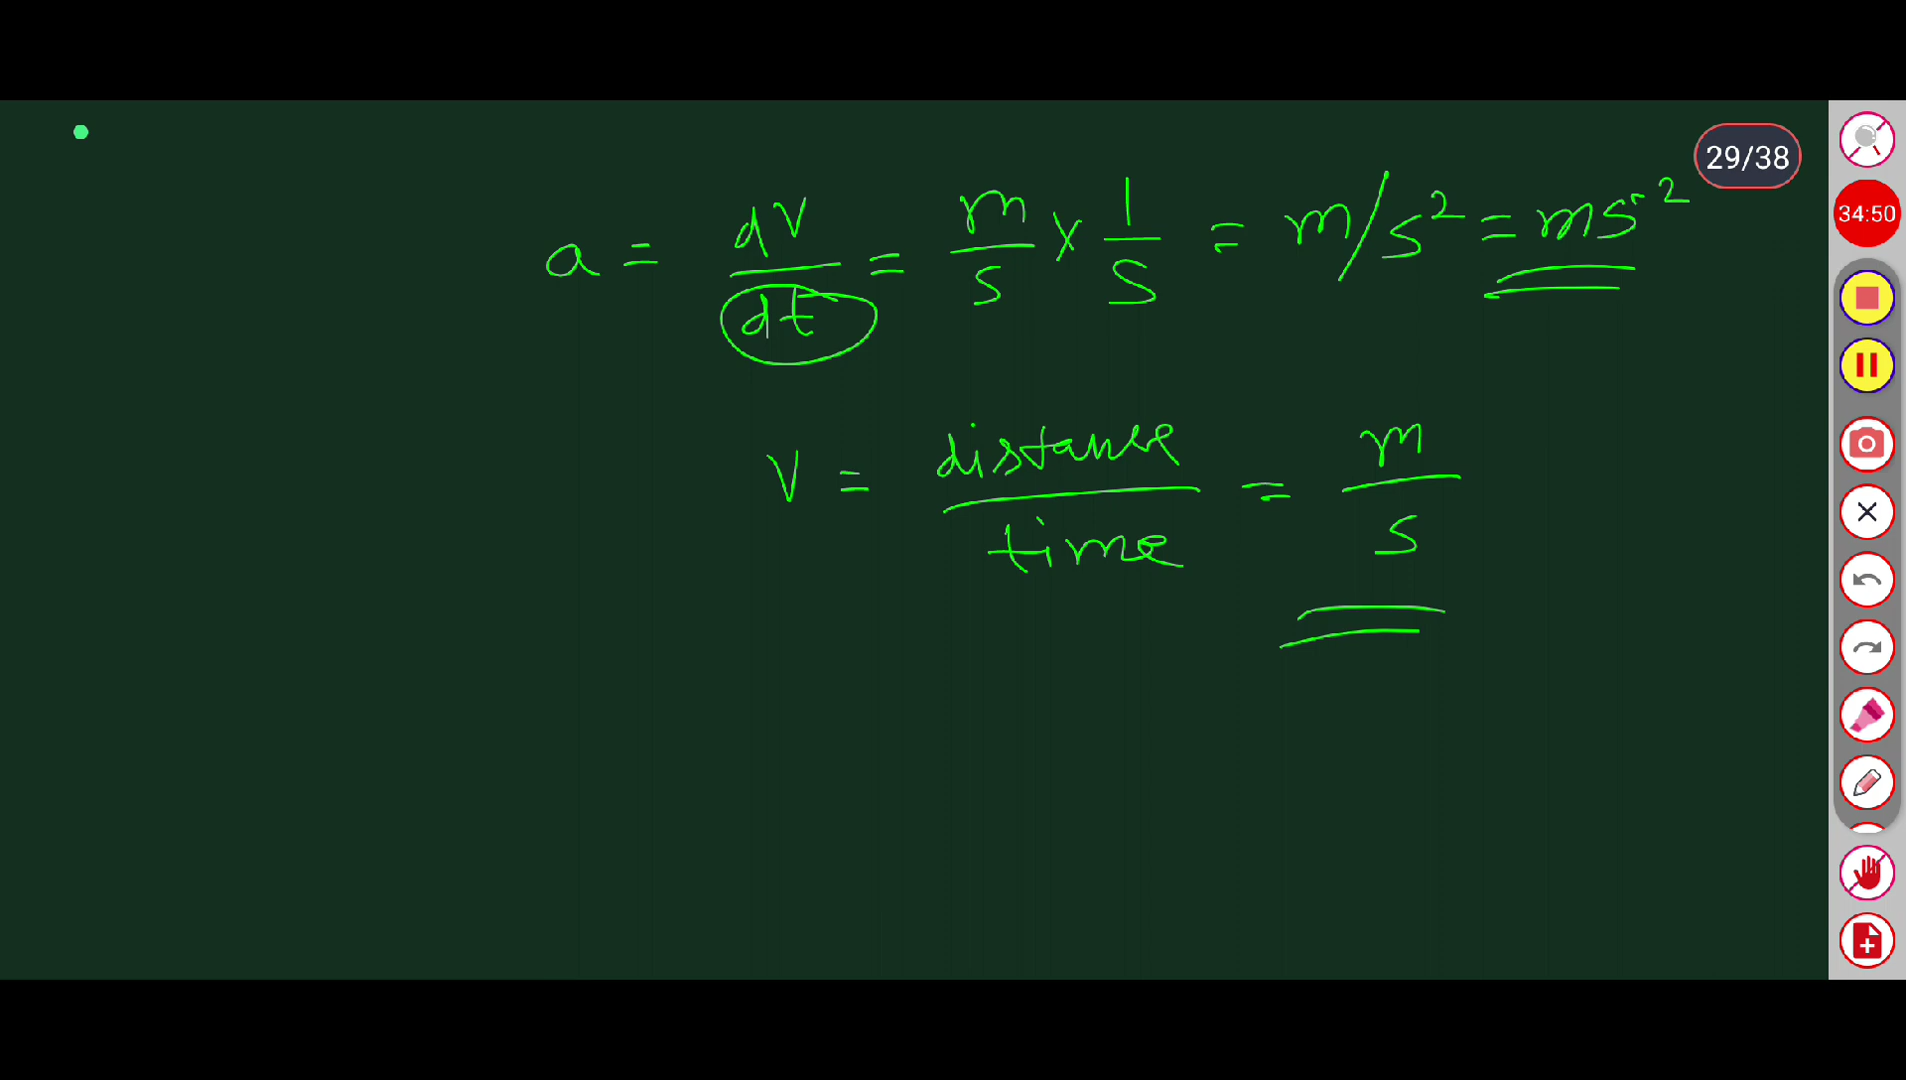 29/38
34:50
a = dV/dt = m/s × 1/s = m/s² = ms⁻²
V = distance/time = m/s